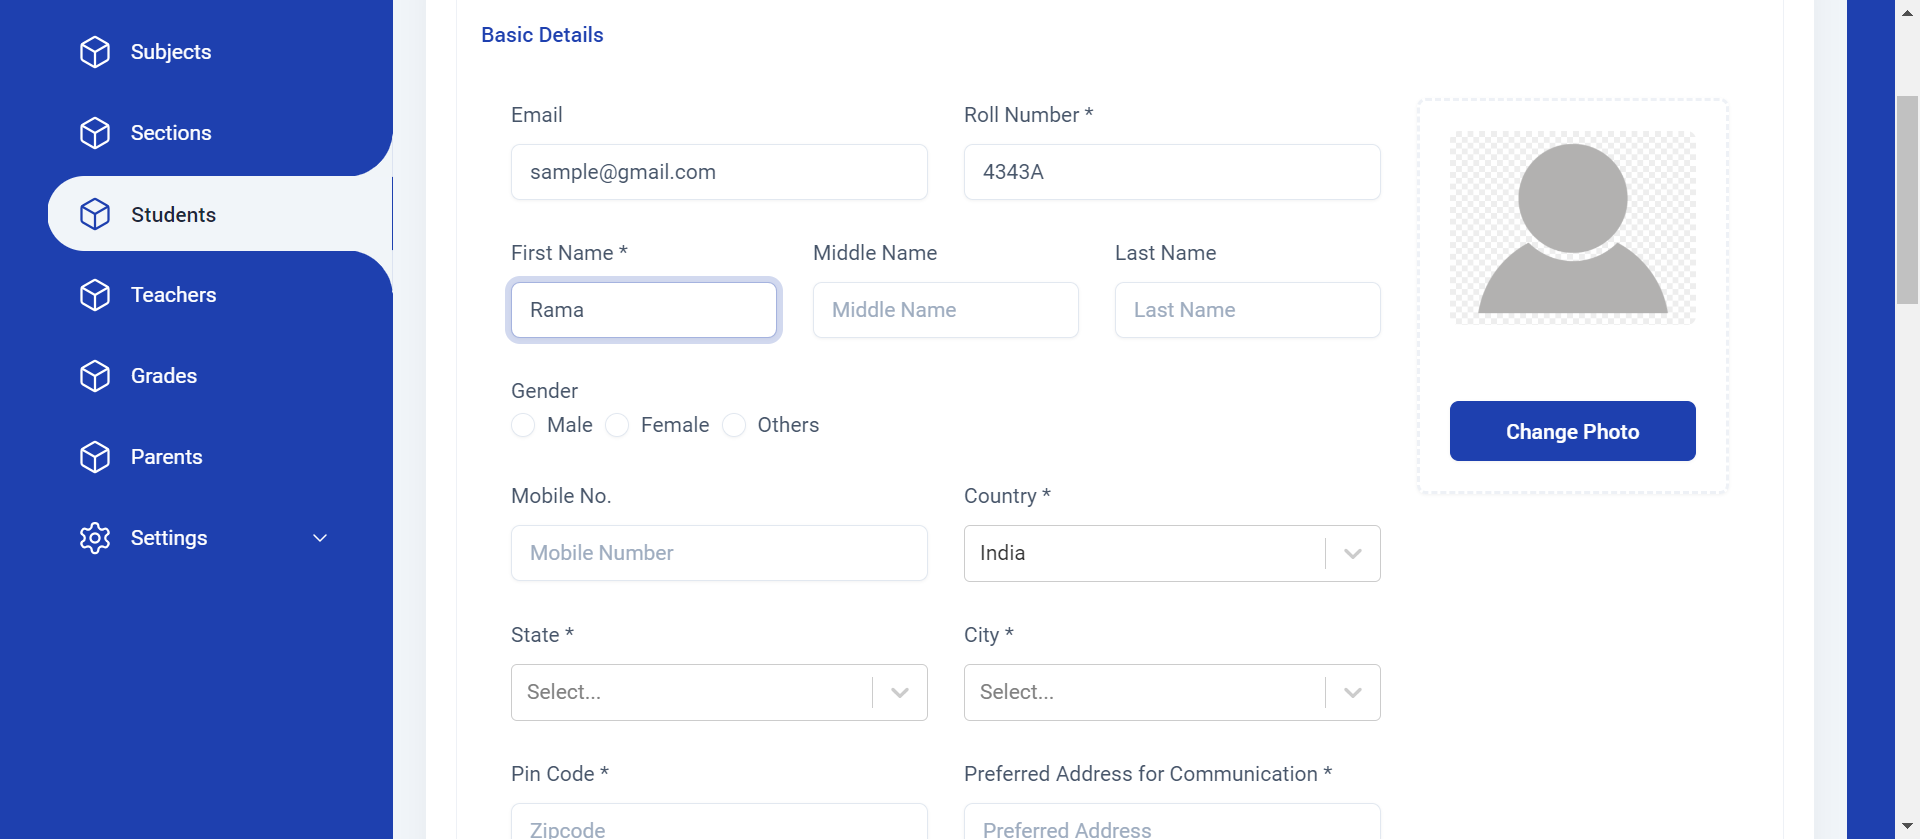 Subjects
Sections
Students
Teachers
Grades
Parents
Settings
Basic Details
Email
Roll Number *
sample@gmail.com
4343A
First Name *
Middle Name
Last Name
Rama
Middle Name
Last Name
Gender
Male
Female
Others
Change Photo
Mobile No.
Country *
Mobile Number
India
State *
City *
Select...
Select...
Pin Code *
Preferred Address for Communication *
Zipcode
Preferred Address